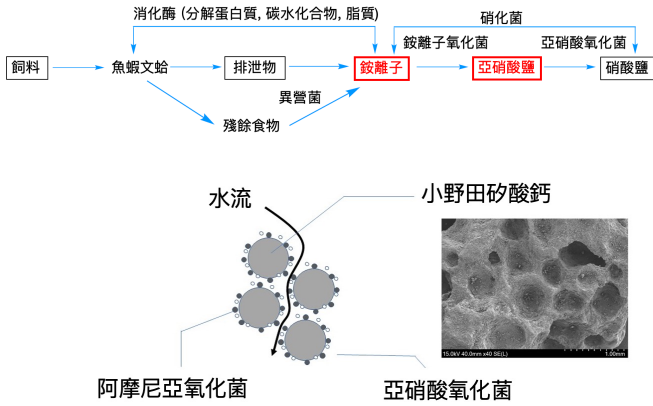 消化酶 (分解蛋白質, 碳水化合物, 脂質)
硝化菌
銨離子氧化菌
亞硝酸氧化菌
飼料
魚蝦文蛤
排泄物
銨離子
亞硝酸鹽
硝酸鹽
異營菌
殘餘食物
水流
小野田矽酸鈣
15.0kV 40.0mm x40 SE(L)
1.00mm
阿摩尼亞氧化菌
亞硝酸氧化菌